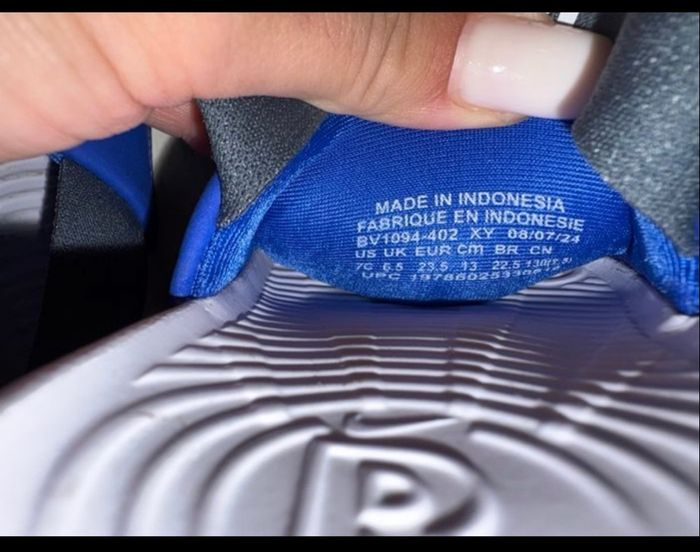 MADE IN INDONESIA
FABRIQUE EN INDONESIE
BV1094-402 XY 08/07/24
US UK EUR cm BR CN
7C 6.5 23.5 13 22.5
UPC
R